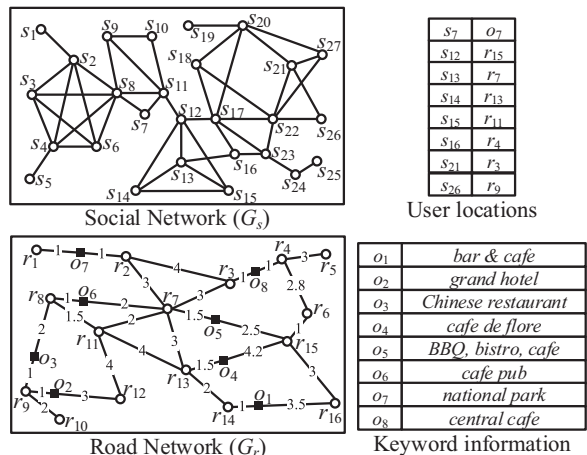 s9 s10 s19 s20
s1 s2 s18 s27
s21
s3 s8 s11
s7 s12 s17 s22 s26
s4 s6 s16 s23 s25
s5 s13 s24
s14 s15
Social Network (Gs)
s7 o7
s12 r15
s13 r7
s14 r13
s15 r11
s16 r4
s21 r3
s26 r9
User locations
1 1 r4 3
r1 o7 r2 4 r3 1 o8 1 r5
r8 1 o6 2 3 r7 3 2.8 r6
2 1.5 2 1.5 o5 2.5 1 r15
o3 r11 4 3 1.5 o4 4.2
1 o2 4 r13 3
r9 1 3 r12 2
2 r10 r14 1 o1 3.5 r16
Road Network (Gr)
o1 bar & cafe
o2 grand hotel
o3 Chinese restaurant
o4 cafe de flore
o5 BBQ, bistro, cafe
o6 cafe pub
o7 national park
o8 central cafe
Keyword information